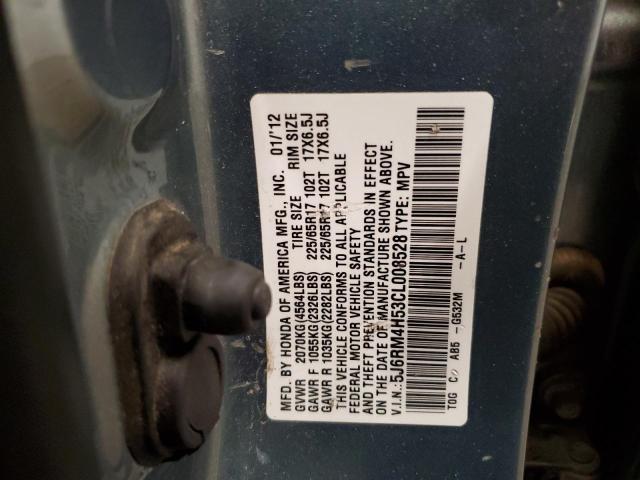 MFD. BY HONDA OF AMERICA MFG., INC. 01/'12
GVWR 2070KG(4564LBS) TIRE SIZE RIM SIZE
GAWR F 1055KG(2326LBS) 225/65R17 102T 17X6.5J
GAWR R 1035KG(2282LBS) 225/65R17 102T 17X6.5J
THIS VEHICLE CONFORMS TO ALL APPLICABLE
FEDERAL MOTOR VEHICLE SAFETY
AND THEFT PREVENTION STANDARDS IN EFFECT
ON THE DATE OF MANUFACTURE SHOWN ABOVE.
V.I.N.: 5J6RM4H53CL008528 TYPE: MPV
TOG C AB5 -G532M -A-L